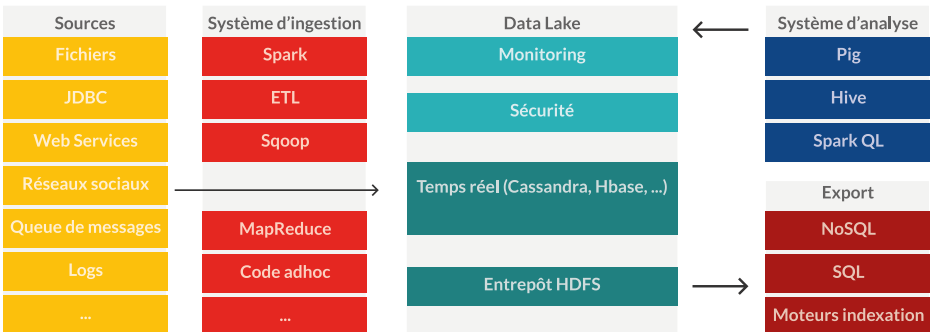 Sources
Fichiers
JDBC
Web Services
Réseaux sociaux
Queue de messages
Logs
...
Système d'ingestion
Spark
ETL
Sqoop
MapReduce
Code adhoc
...
Data Lake
Monitoring
Sécurité
Temps réel (Cassandra, Hbase, ...)
Entrepôt HDFS
Système d'analyse
Pig
Hive
Spark QL
Export
NoSQL
SQL
Moteurs indexation